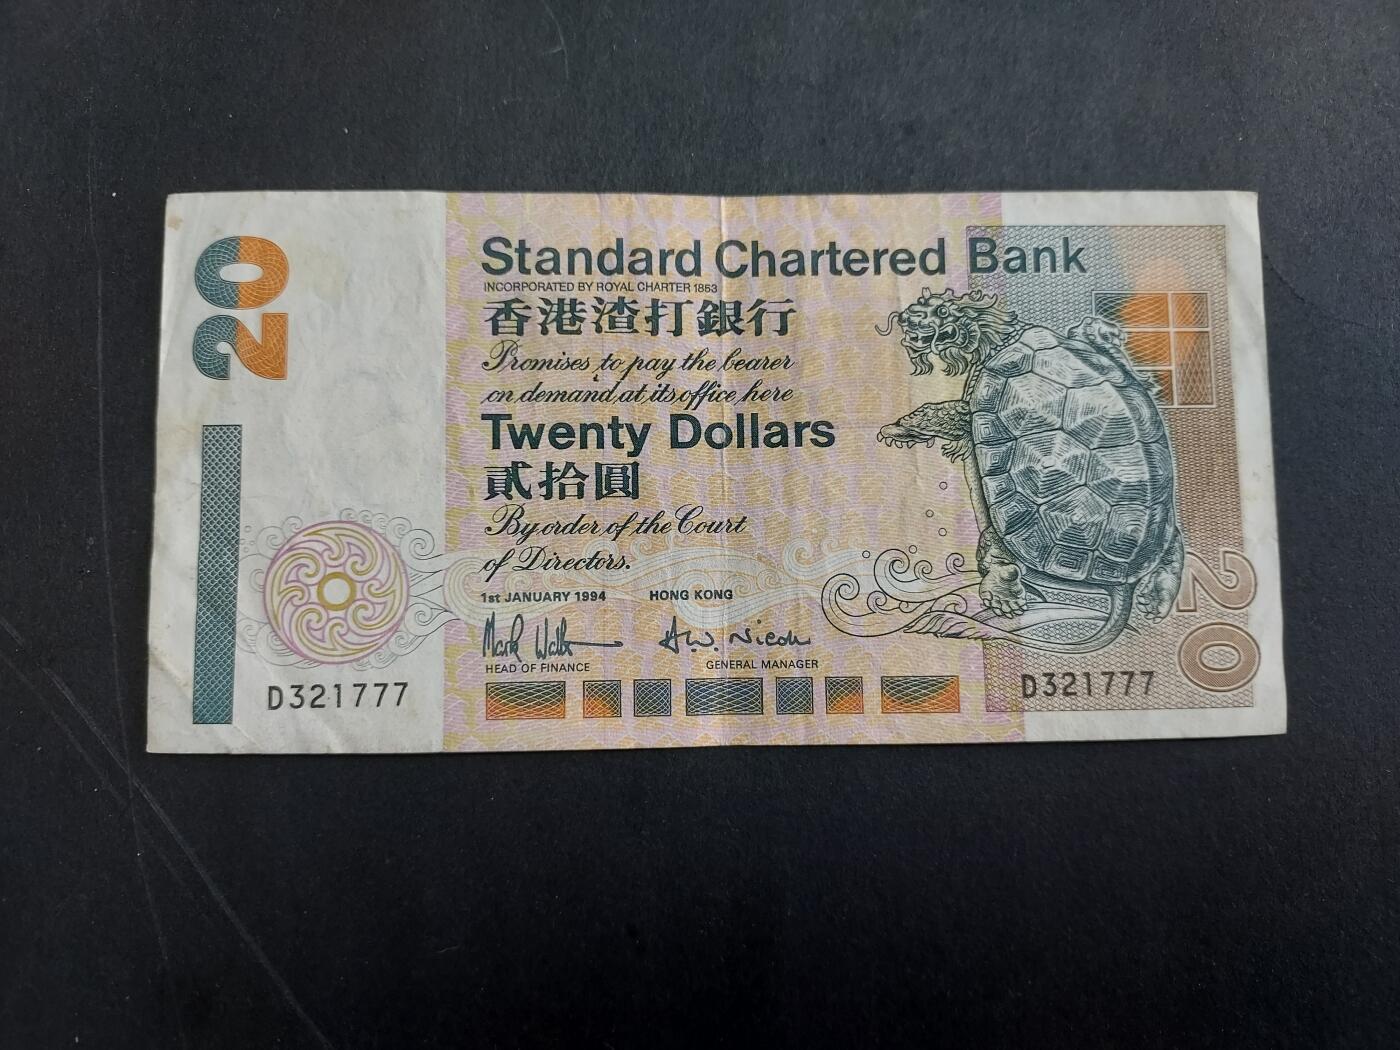 20
Standard Chartered Bank
INCORPORATED BY ROYAL CHARTER 1853
香港渣打銀行
Promises to pay the bearer
on demand at its office here
Twenty Dollars
貳拾圓
By order of the Court
of Directors.
1st JANUARY 1994 HONG KONG
HEAD OF FINANCE GENERAL MANAGER
D321777 D321777
20